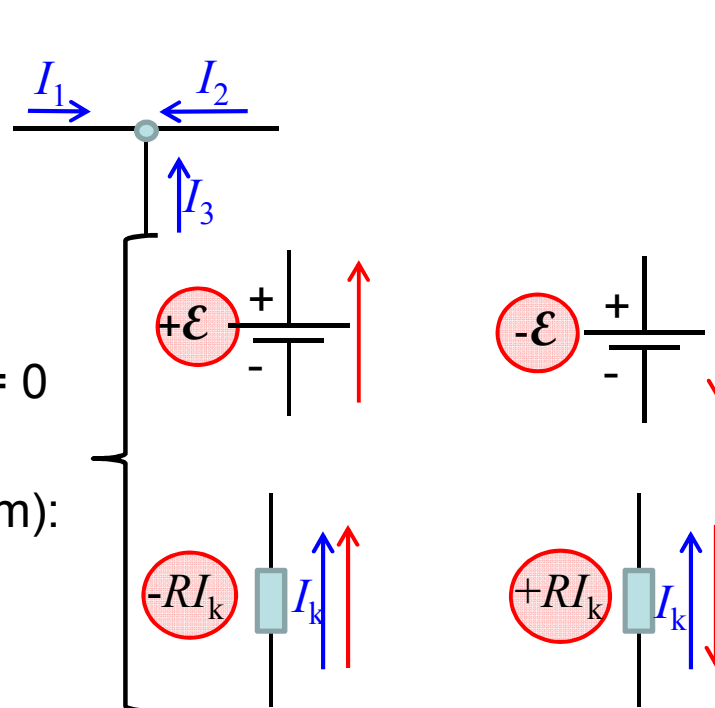 I₁ I₂
I₃
+ℰ + -
-ℰ + -
= 0
m):
-RIₖ Iₖ
+RIₖ Iₖ